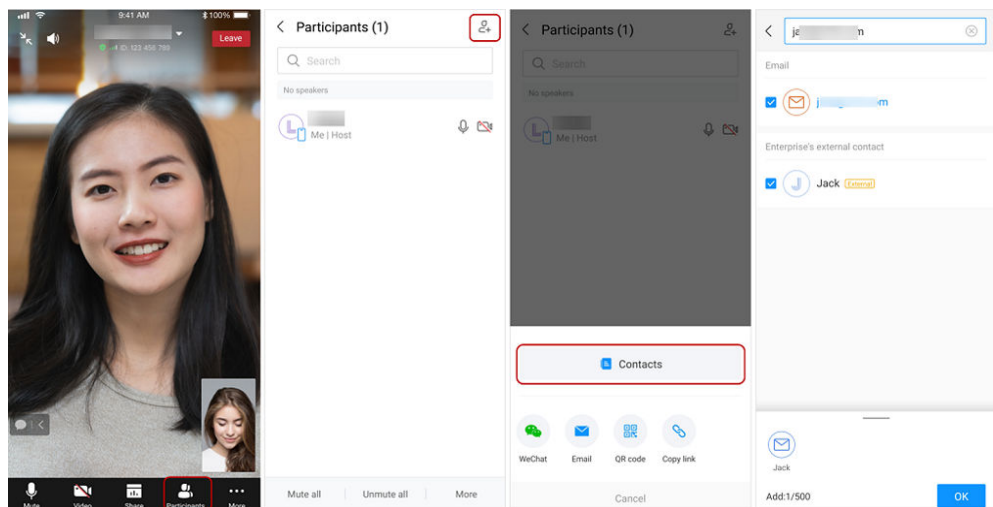 9:41 AM
100%
Leave
ID: 123 456 789
Mute
Video
Share
Participants
More
Participants (1)
Search
No speakers
L
Me | Host
Mute all
Unmute all
More
Participants (1)
Search
No speakers
L
Me | Host
Contacts
WeChat
Email
QR code
Copy link
Cancel
Email
Enterprise's external contact
J
Jack
External
Jack
Add:1/500
OK